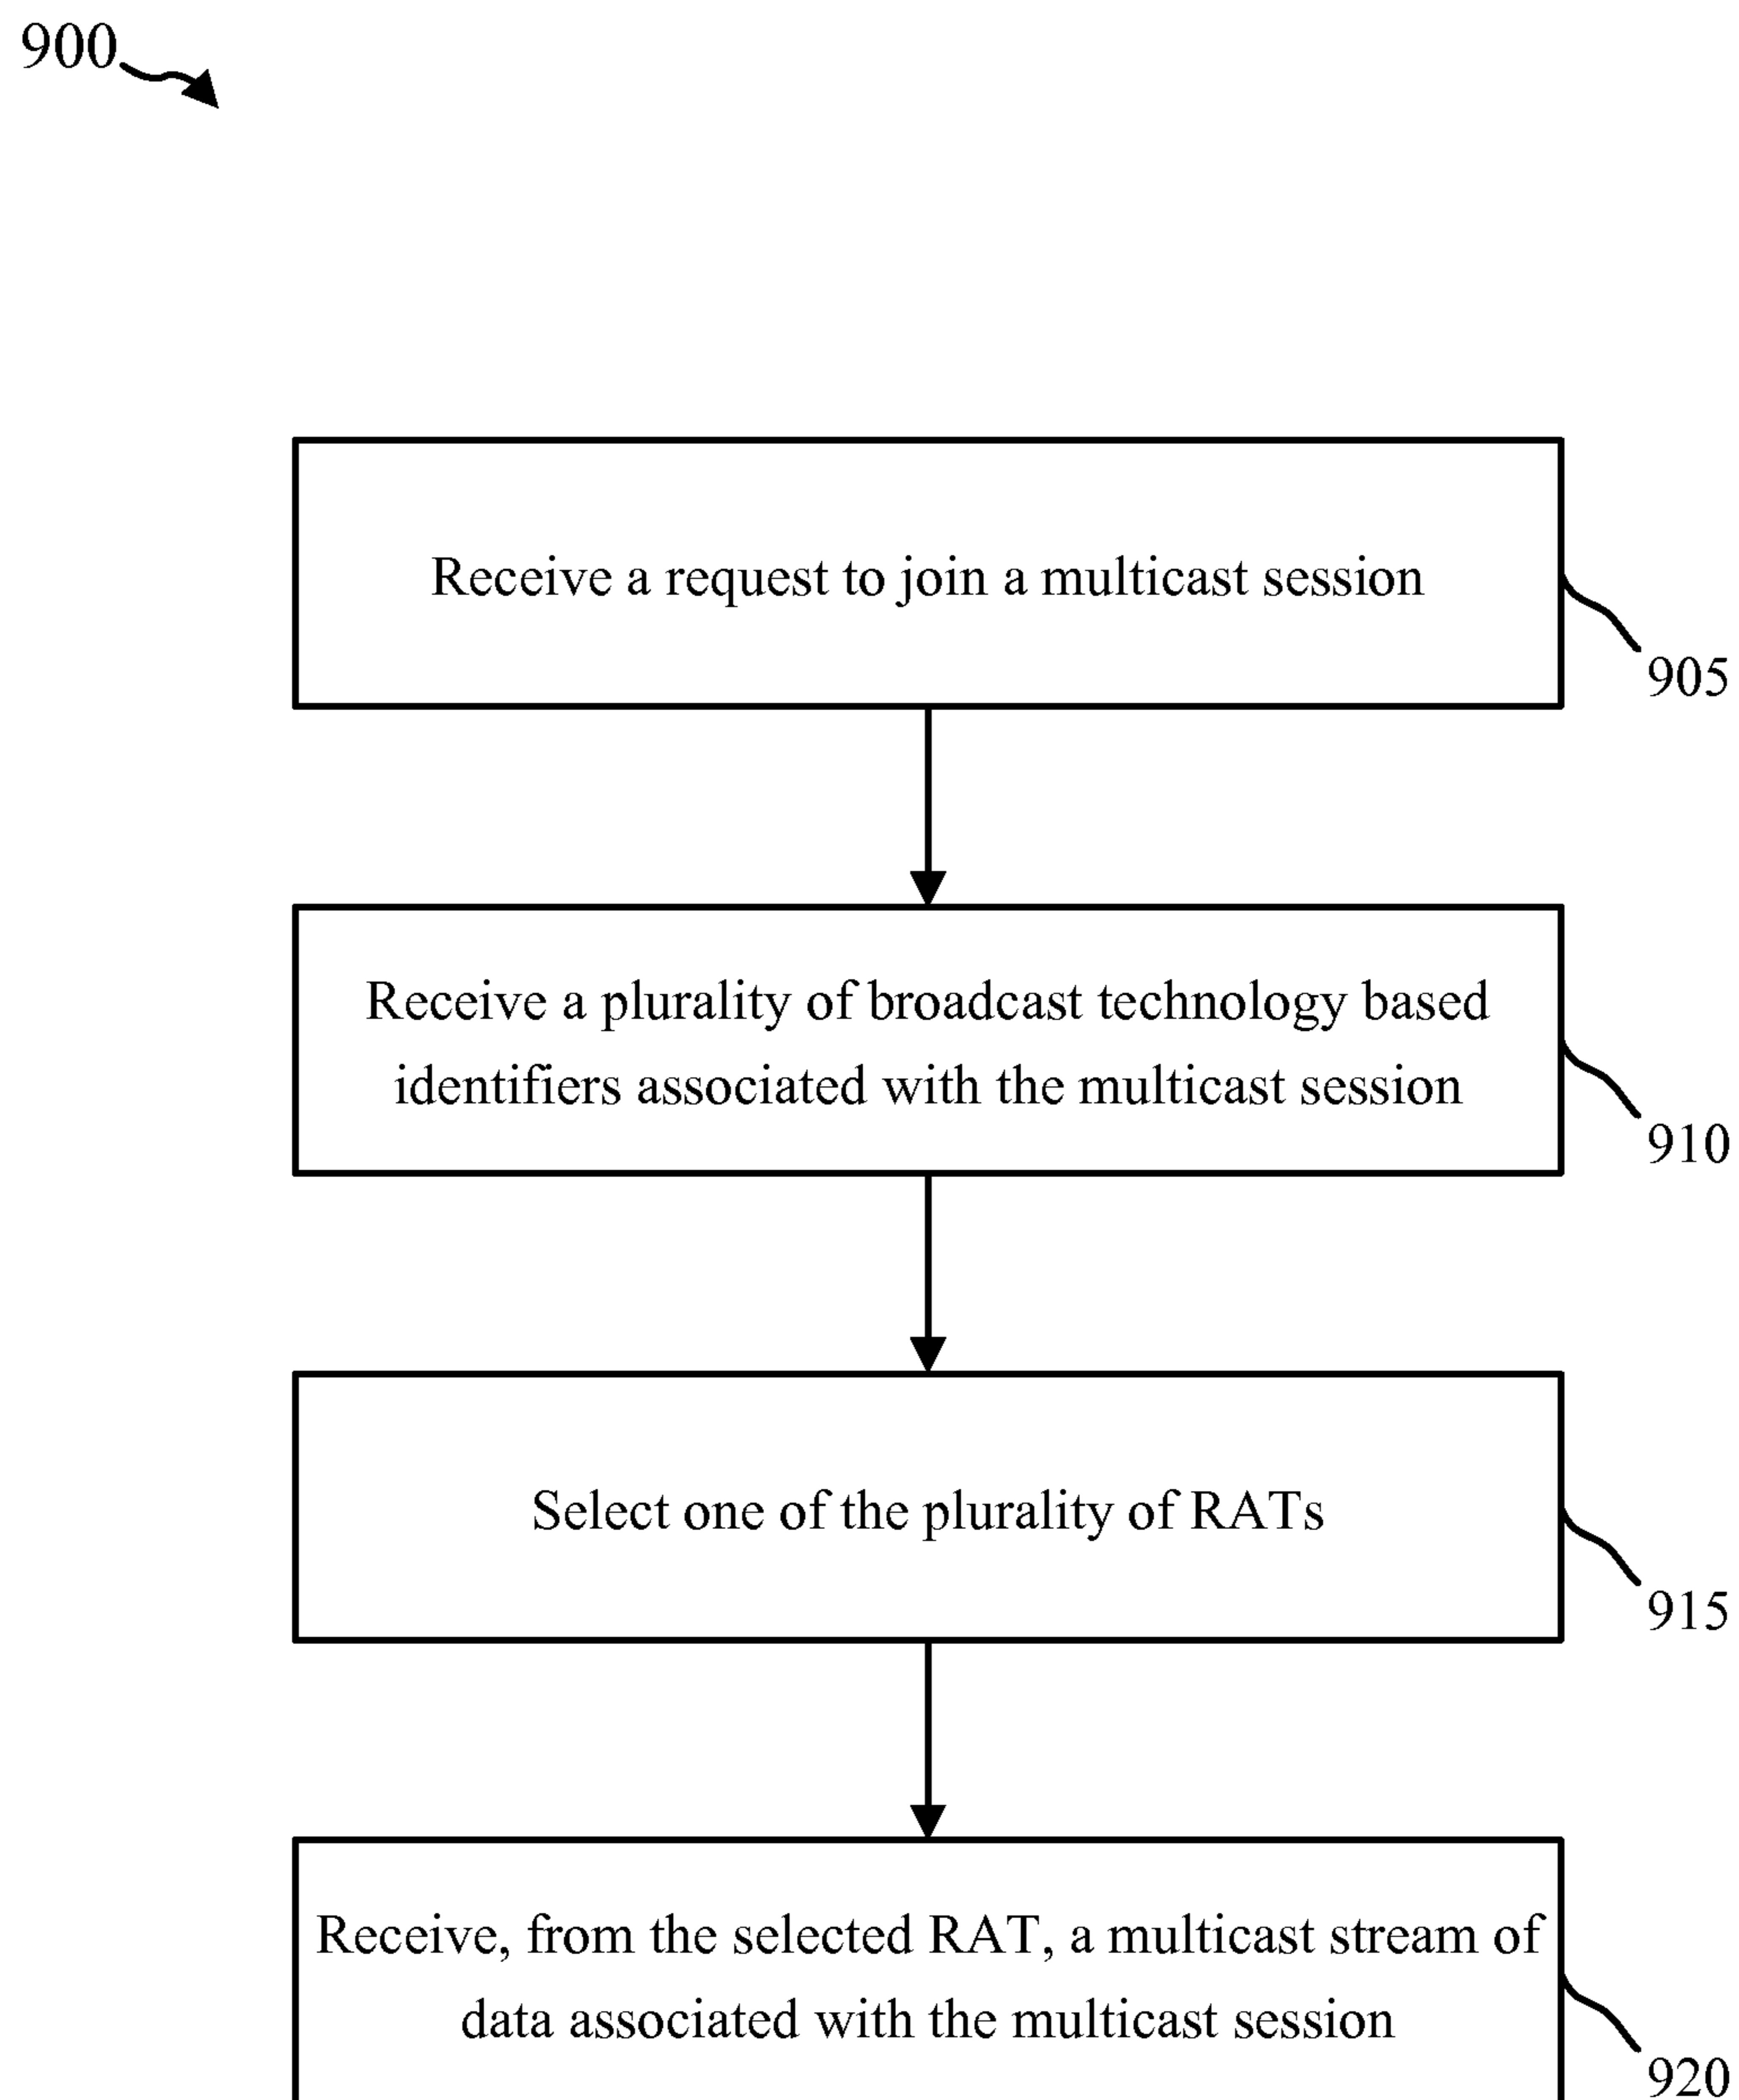 900
Receive a request to join a multicast session
905
Receive a plurality of broadcast technology based
identifiers associated with the multicast session
910
Select one of the plurality of RATs
915
Receive, from the selected RAT, a multicast stream of
data associated with the multicast session
920